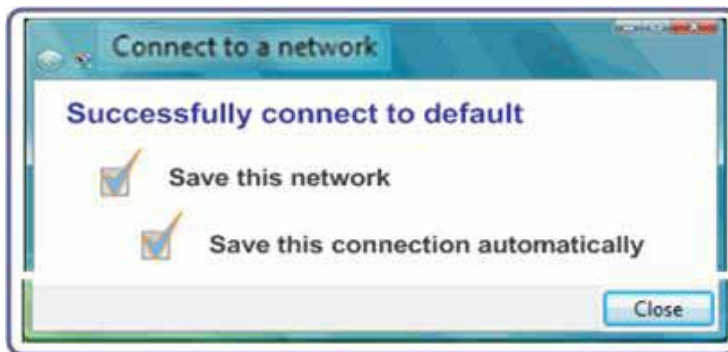 Connect to a network
Successfully connect to default
Save this network
Save this connection automatically
Close